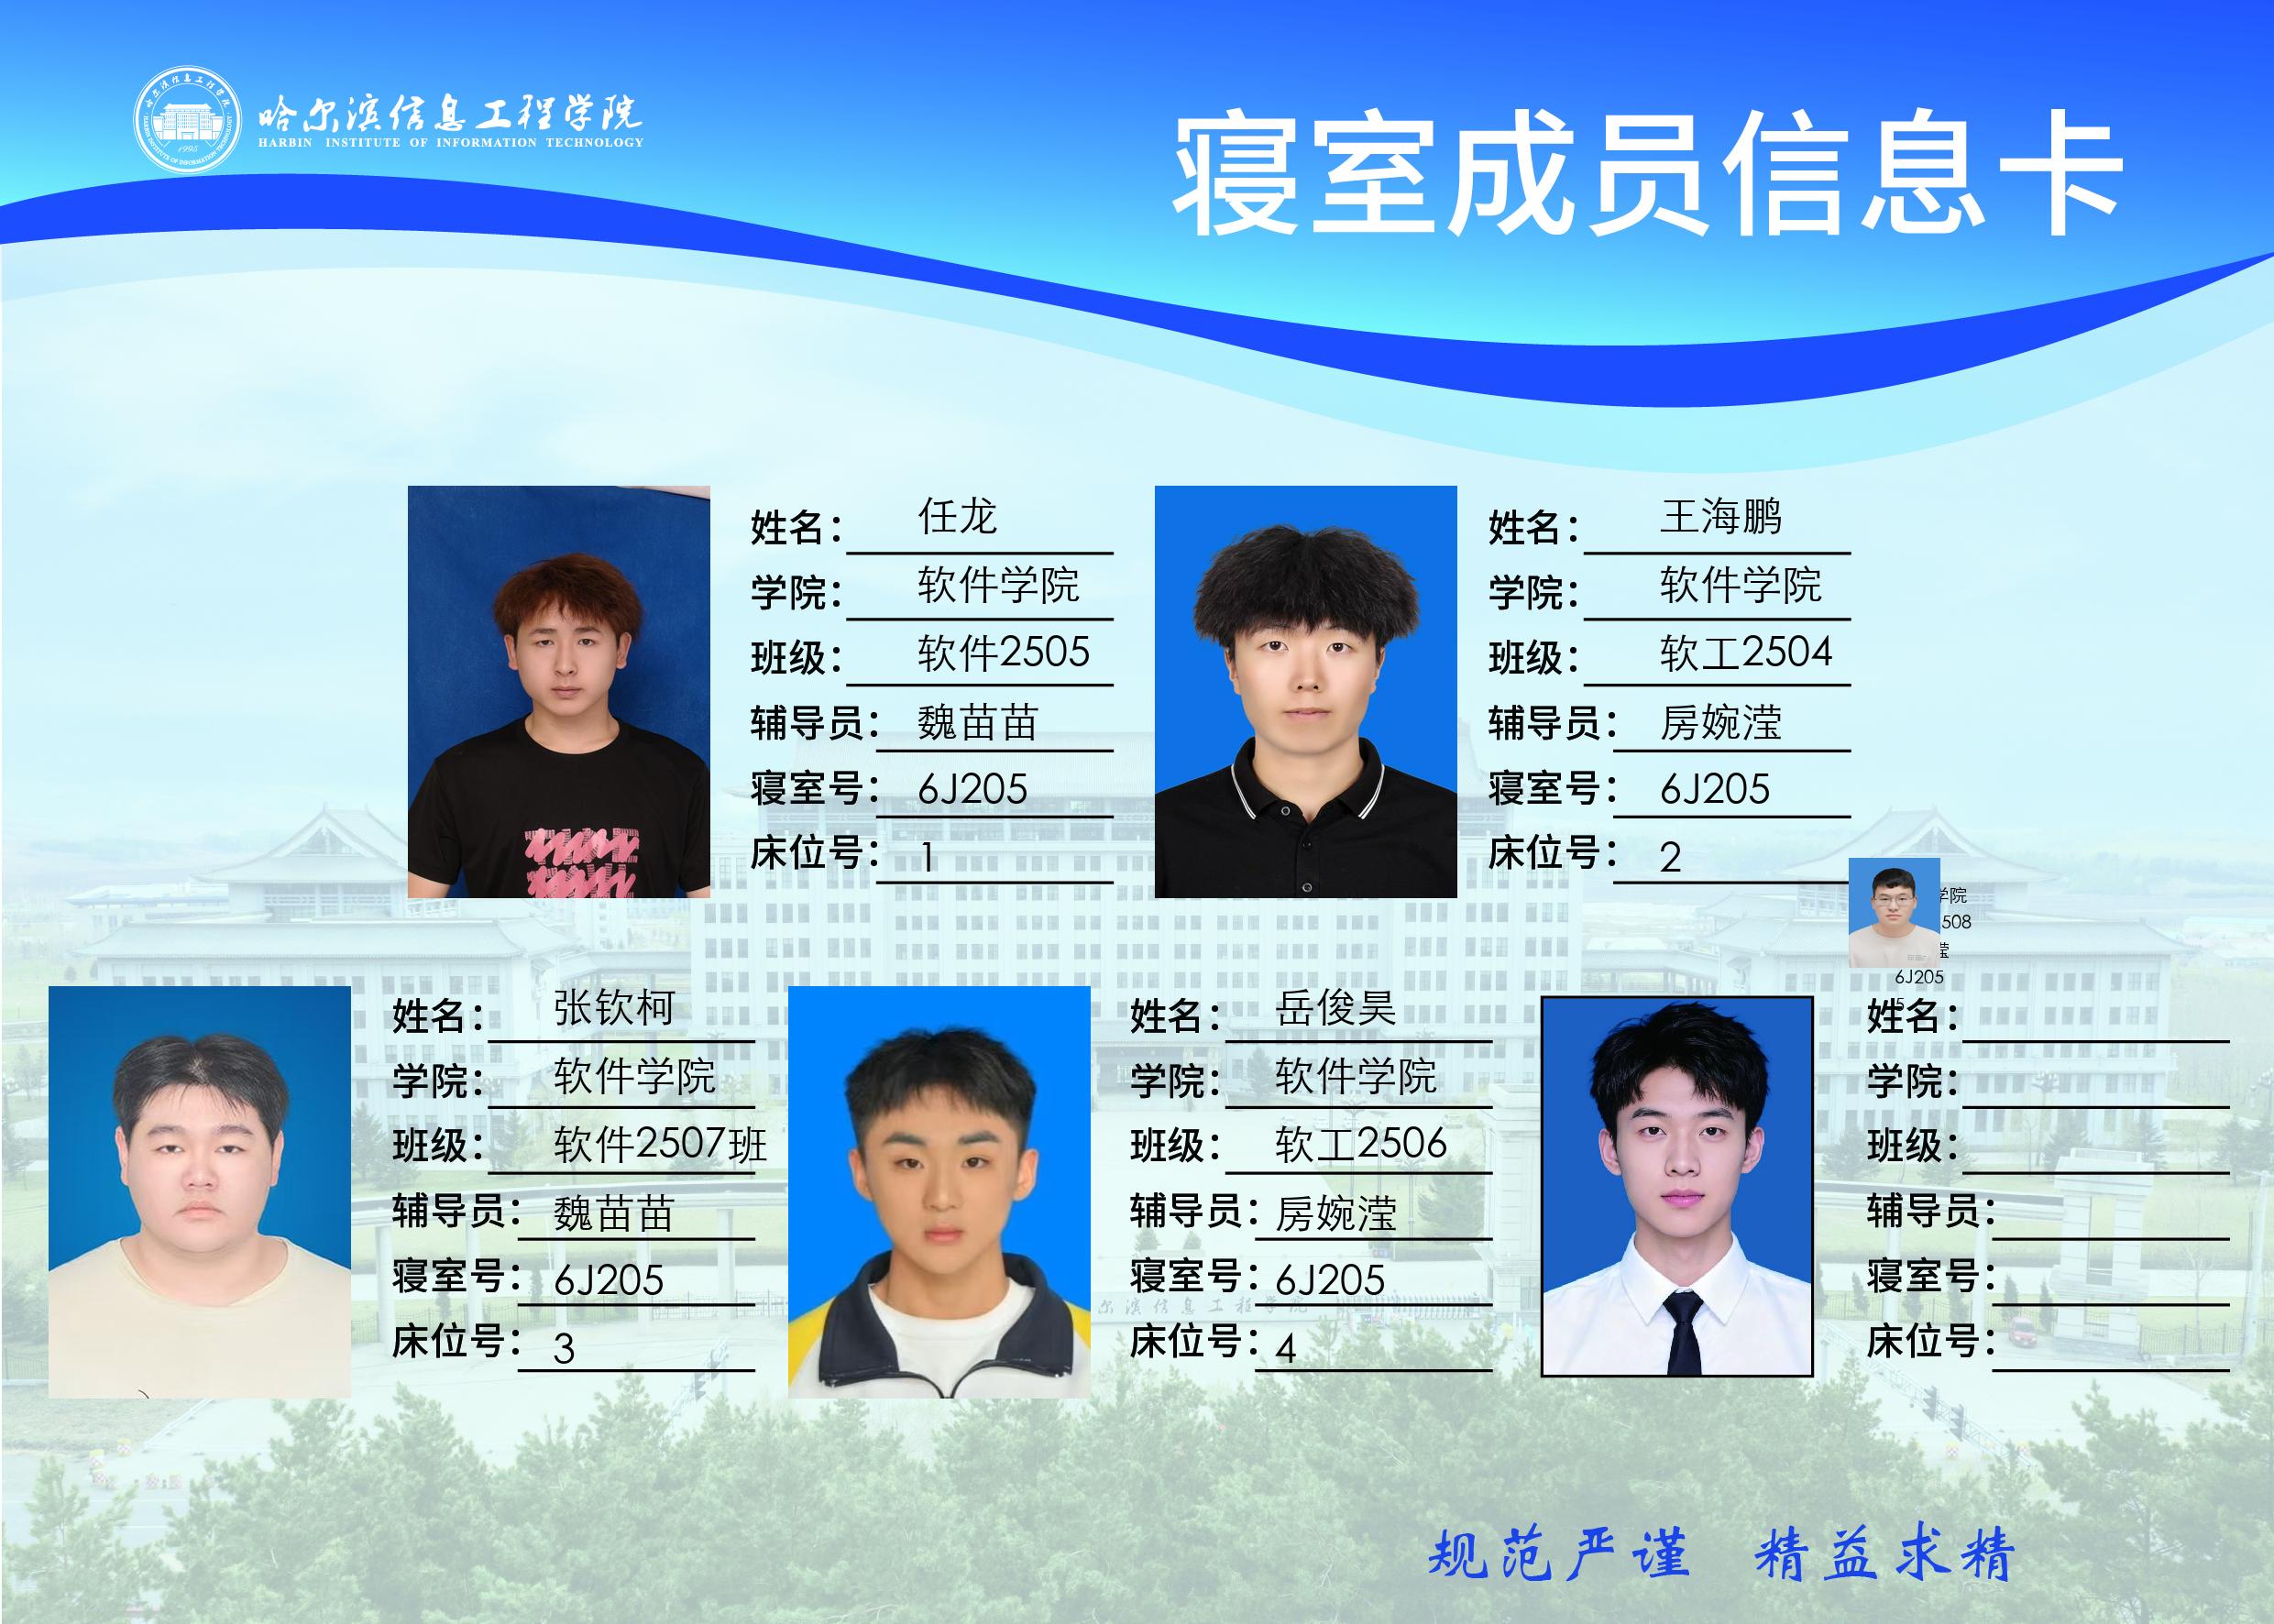 哈尔滨信息工程学院
HARBIN INSTITUTE OF INFORMATION TECHNOLOGY
1995
寝室成员信息卡
姓名： 任龙
学院： 软件学院
班级： 软件2505
辅导员： 魏苗苗
寝室号： 6J205
床位号： 1
姓名： 王海鹏
学院： 软件学院
班级： 软工2504
辅导员： 房婉滢
寝室号： 6J205
床位号： 2
学院
508
6J205
5
姓名： 张钦柯
学院： 软件学院
班级： 软件2507班
辅导员： 魏苗苗
寝室号： 6J205
床位号： 3
姓名： 岳俊昊
学院： 软件学院
班级： 软工2506
辅导员： 房婉滢
寝室号： 6J205
床位号： 4
姓名：
学院：
班级：
辅导员：
寝室号：
床位号：
规范严谨 精益求精